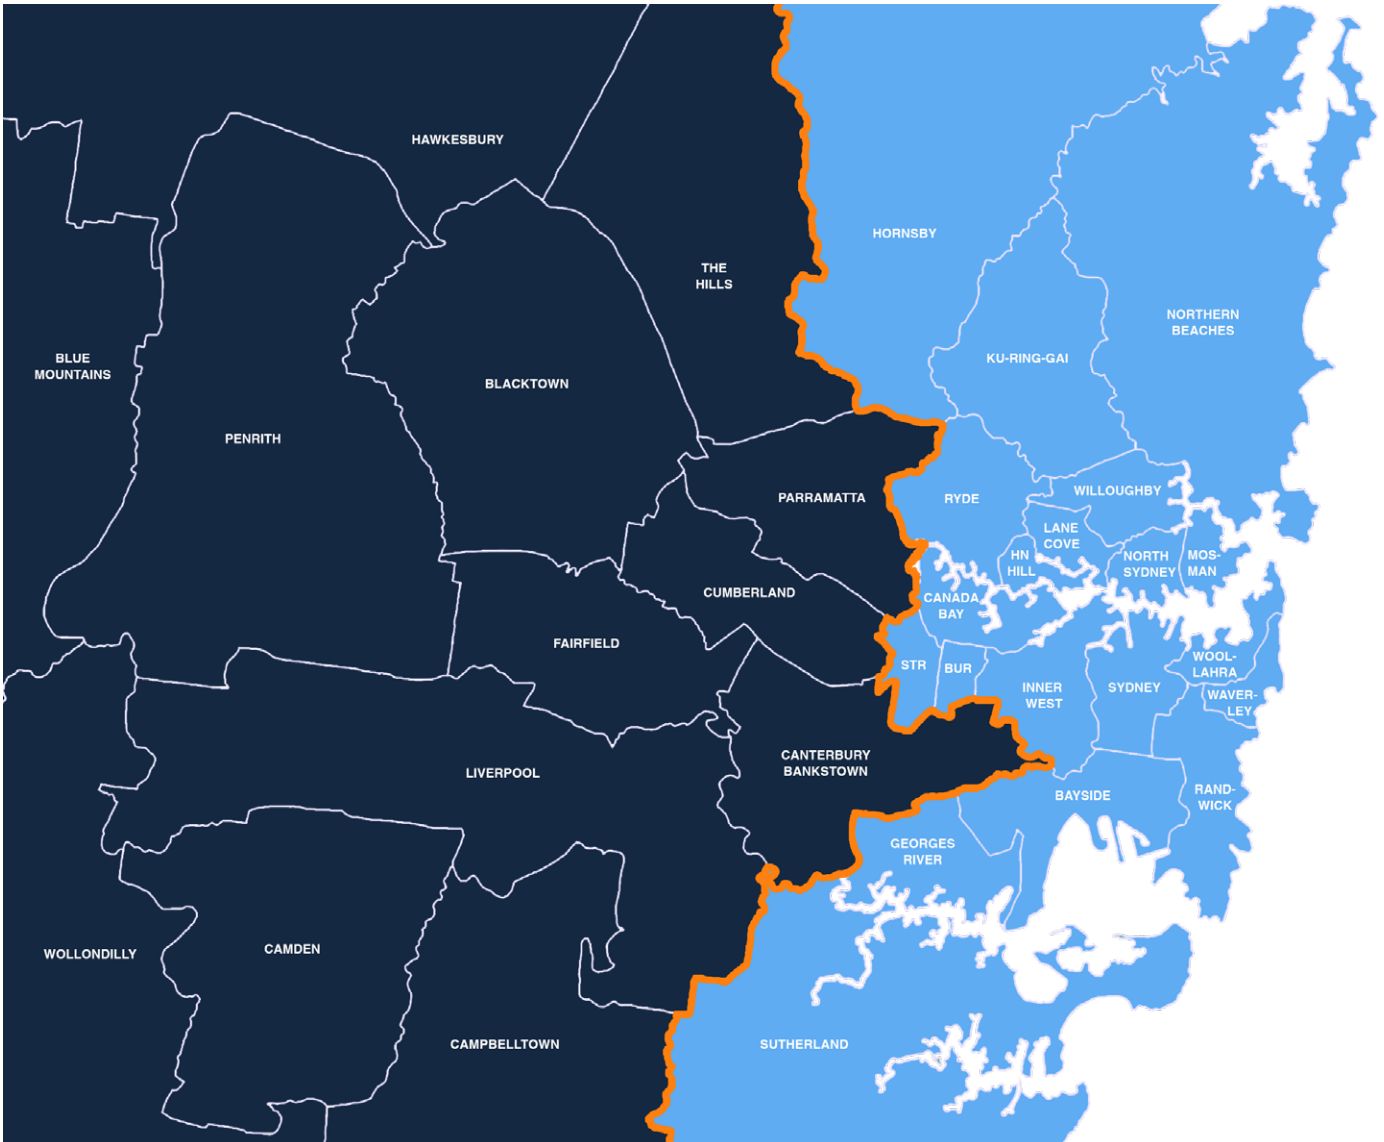 HAWKESBURY
HORNSBY
THE
HILLS
NORTHERN
BEACHES
BLUE
MOUNTAINS
KU-RING-GAI
BLACKTOWN
PENRITH
PARRAMATTA
RYDE
WILLOUGHBY
LANE
COVE
HN
HILL
NORTH
SYDNEY
MOS-
MAN
CUMBERLAND
CANADA
BAY
FAIRFIELD
STR
BUR
INNER
WEST
SYDNEY
WOOL-
LAHRA
WAVER-
LEY
CANTERBURY
BANKSTOWN
LIVERPOOL
BAYSIDE
RAND-
WICK
GEORGES
RIVER
WOLLONDILLY
CAMDEN
CAMPBELLTOWN
SUTHERLAND